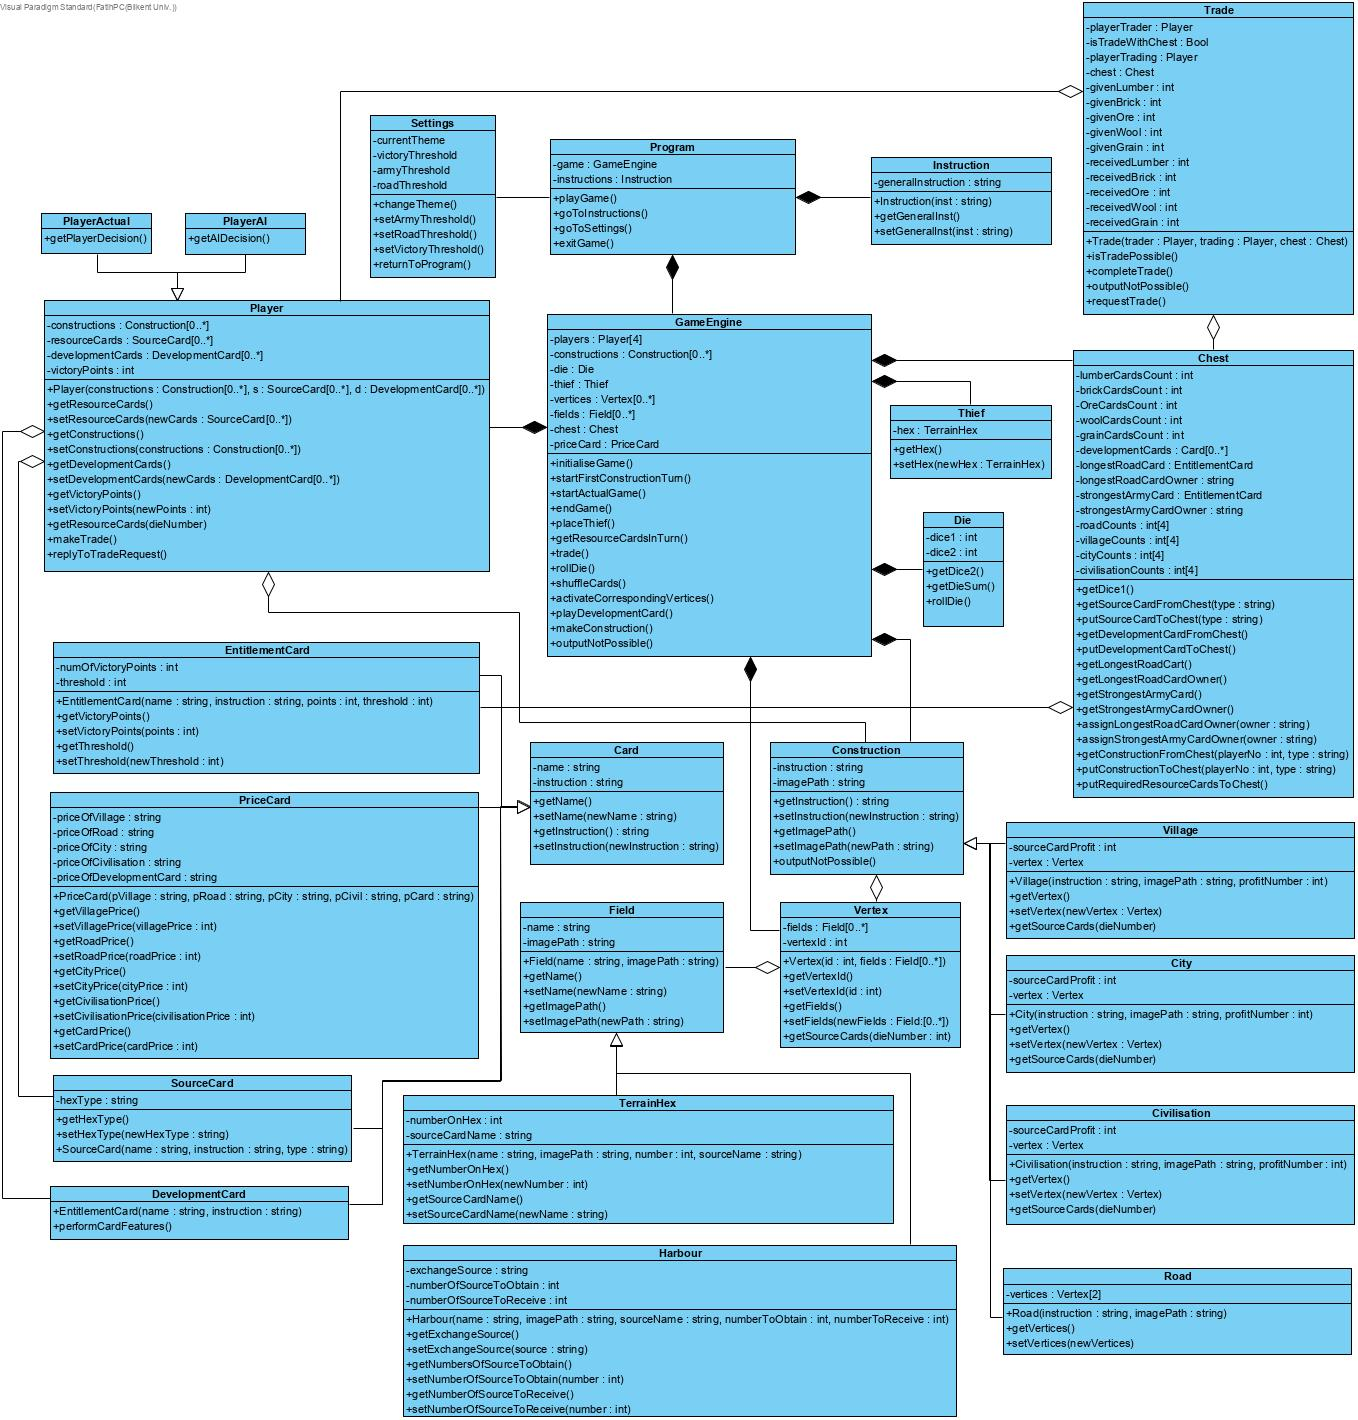 Visual Paradigm Standard(FatihPC(Bilkent Univ.))
Trade
-playerTrader : Player
-isTradeWithChest : Bool
-playerTrading : Player
-chest : Chest
-givenLumber : int
-givenBrick : int
-givenOre : int
-givenWool : int
-givenGrain : int
-receivedLumber : int
-receivedBrick : int
-receivedOre : int
-receivedWool : int
-receivedGrain : int
+Trade(trader : Player, trading : Player, chest : Chest)
+isTradePossible()
+completeTrade()
+outputNotPossible()
+requestTrade()
Settings
-currentTheme
-victoryThreshold
-armyThreshold
-roadThreshold
+changeTheme()
+setArmyThreshold()
+setRoadThreshold()
+setVictoryThreshold()
+returnToProgram()
Program
-game : GameEngine
-instructions : Instruction
+playGame()
+goToInstructions()
+goToSettings()
+exitGame()
Instruction
-generalInstruction : string
+Instruction(inst : string)
+getGeneralInst()
+setGeneralInst(inst : string)
PlayerActual
+getPlayerDecision()
PlayerAI
+getAIDecision()
Player
-constructions : Construction[0..*]
-resourceCards : SourceCard[0..*]
-developmentCards : DevelopmentCard[0..*]
-victoryPoints : int
+Player(constructions : Construction[0..*], s : SourceCard[0..*], d : DevelopmentCard[0..*])
+getResourceCards()
+setResourceCards(newCards : SourceCard[0..*])
+getConstructions()
+setConstructions(constructions : Construction[0..*])
+getDevelopmentCards()
+setDevelopmentCards(newCards : DevelopmentCard[0..*])
+getVictoryPoints()
+setVictoryPoints(newPoints : int)
+getResourceCards(dieNumber)
+makeTrade()
+replyToTradeRequest()
GameEngine
-players : Player[4]
-constructions : Construction[0..*]
-die : Die
-thief : Thief
-vertices : Vertex[0..*]
-fields : Field[0..*]
-chest : Chest
-priceCard : PriceCard
+initialiseGame()
+startFirstConstructionTurn()
+startActualGame()
+endGame()
+placeThief()
+getResourceCardsInTurn()
+trade()
+rollDie()
+shuffleCards()
+activateCorrespondingVertices()
+playDevelopmentCard()
+makeConstruction()
+outputNotPossible()
Chest
-lumberCardsCount : int
-brickCardsCount : int
-OreCardsCount : int
-woolCardsCount : int
-grainCardsCount : int
-developmentCards : Card[0..*]
-longestRoadCard : EntitlementCard
-longestRoadCardOwner : string
-strongestArmyCard : EntitlementCard
-strongestArmyCardOwner : string
-roadCounts : int[4]
-villageCounts : int[4]
-cityCounts : int[4]
-civilisationCounts : int[4]
+getDice1()
+getSourceCardFromChest(type : string)
+putSourceCardToChest(type : string)
+getDevelopmentCardFromChest()
+putDevelopmentCardToChest()
+getLongestRoadCart()
+getLongestRoadCardOwner()
+getStrongestArmyCard()
+getStrongestArmyCardOwner()
+assignLongestRoadCardOwner(owner : string)
+assignStrongestArmyCardOwner(owner : string)
+getConstructionFromChest(playerNo : int, type : string)
+putConstructionToChest(playerNo : int, type : string)
+putRequiredResourceCardsToChest()
Thief
-hex : TerrainHex
+getHex()
+setHex(newHex : TerrainHex)
Die
-dice1 : int
-dice2 : int
+getDice2()
+getDieSum()
+rollDie()
EntitlementCard
-numOfVictoryPoints : int
-threshold : int
+EntitlementCard(name : string, instruction : string, points : int, threshold : int)
+getVictoryPoints()
+setVictoryPoints(points : int)
+getThreshold()
+setThreshold(newThreshold : int)
Card
-name : string
-instruction : string
+getName()
+setName(newName : string)
+getInstruction() : string
+setInstruction(newInstruction : string)
Construction
-instruction : string
-imagePath : string
+getInstruction() : string
+setInstruction(newInstruction : string)
+getImagePath()
+setImagePath(newPath : string)
+outputNotPossible()
PriceCard
-priceOfVillage : string
-priceOfRoad : string
-priceOfCity : string
-priceOfCivilisation : string
-priceOfDevelopmentCard : string
+PriceCard(pVillage : string, pRoad : string, pCity : string, pCivil : string, pCard : string)
+getVillagePrice()
+setVillagePrice(villagePrice : int)
+getRoadPrice()
+setRoadPrice(roadPrice : int)
+getCityPrice()
+setCityPrice(cityPrice : int)
+getCivilisationPrice()
+setCivilisationPrice(civilisationPrice : int)
+getCardPrice()
+setCardPrice(cardPrice : int)
Village
-sourceCardProfit : int
-vertex : Vertex
+Village(instruction : string, imagePath : string, profitNumber : int)
+getVertex()
+setVertex(newVertex : Vertex)
+getSourceCards(dieNumber)
Field
-name : string
-imagePath : string
+Field(name : string, imagePath : string)
+getName()
+setName(newName : string)
+getImagePath()
+setImagePath(newPath : string)
Vertex
-fields : Field[0..*]
-vertexId : int
+Vertex(id : int, fields : Field[0..*])
+getVertexId()
+setVertexId(id : int)
+getFields()
+setFields(newFields : Field:[0..*])
+getSourceCards(dieNumber : int)
City
-sourceCardProfit : int
-vertex : Vertex
+City(instruction : string, imagePath : string, profitNumber : int)
+getVertex()
+setVertex(newVertex : Vertex)
+getSourceCards(dieNumber)
SourceCard
-hexType : string
+getHexType()
+setHexType(newHexType : string)
+SourceCard(name : string, instruction : string, type : string)
TerrainHex
-numberOnHex : int
-sourceCardName : string
+TerrainHex(name : string, imagePath : string, number : int, sourceName : string)
+getNumberOnHex()
+setNumberOnHex(newNumber : int)
+getSourceCardName()
+setSourceCardName(newName : string)
Civilisation
-sourceCardProfit : int
-vertex : Vertex
+Civilisation(instruction : string, imagePath : string, profitNumber : int)
+getVertex()
+setVertex(newVertex : Vertex)
+getSourceCards(dieNumber)
DevelopmentCard
+EntitlementCard(name : string, instruction : string)
+performCardFeatures()
Harbour
-exchangeSource : string
-numberOfSourceToObtain : int
-numberOfSourceToReceive : int
+Harbour(name : string, imagePath : string, sourceName : string, numberToObtain : int, numberToReceive : int)
+getExchangeSource()
+setExchangeSource(source : string)
+getNumbersOfSourceToObtain()
+setNumberOfSourceToObtain(number : int)
+getNumberOfSourceToReceive()
+setNumberOfSourceToReceive(number : int)
Road
-vertices : Vertex[2]
+Road(instruction : string, imagePath : string)
+getVertices()
+setVertices(newVertices)